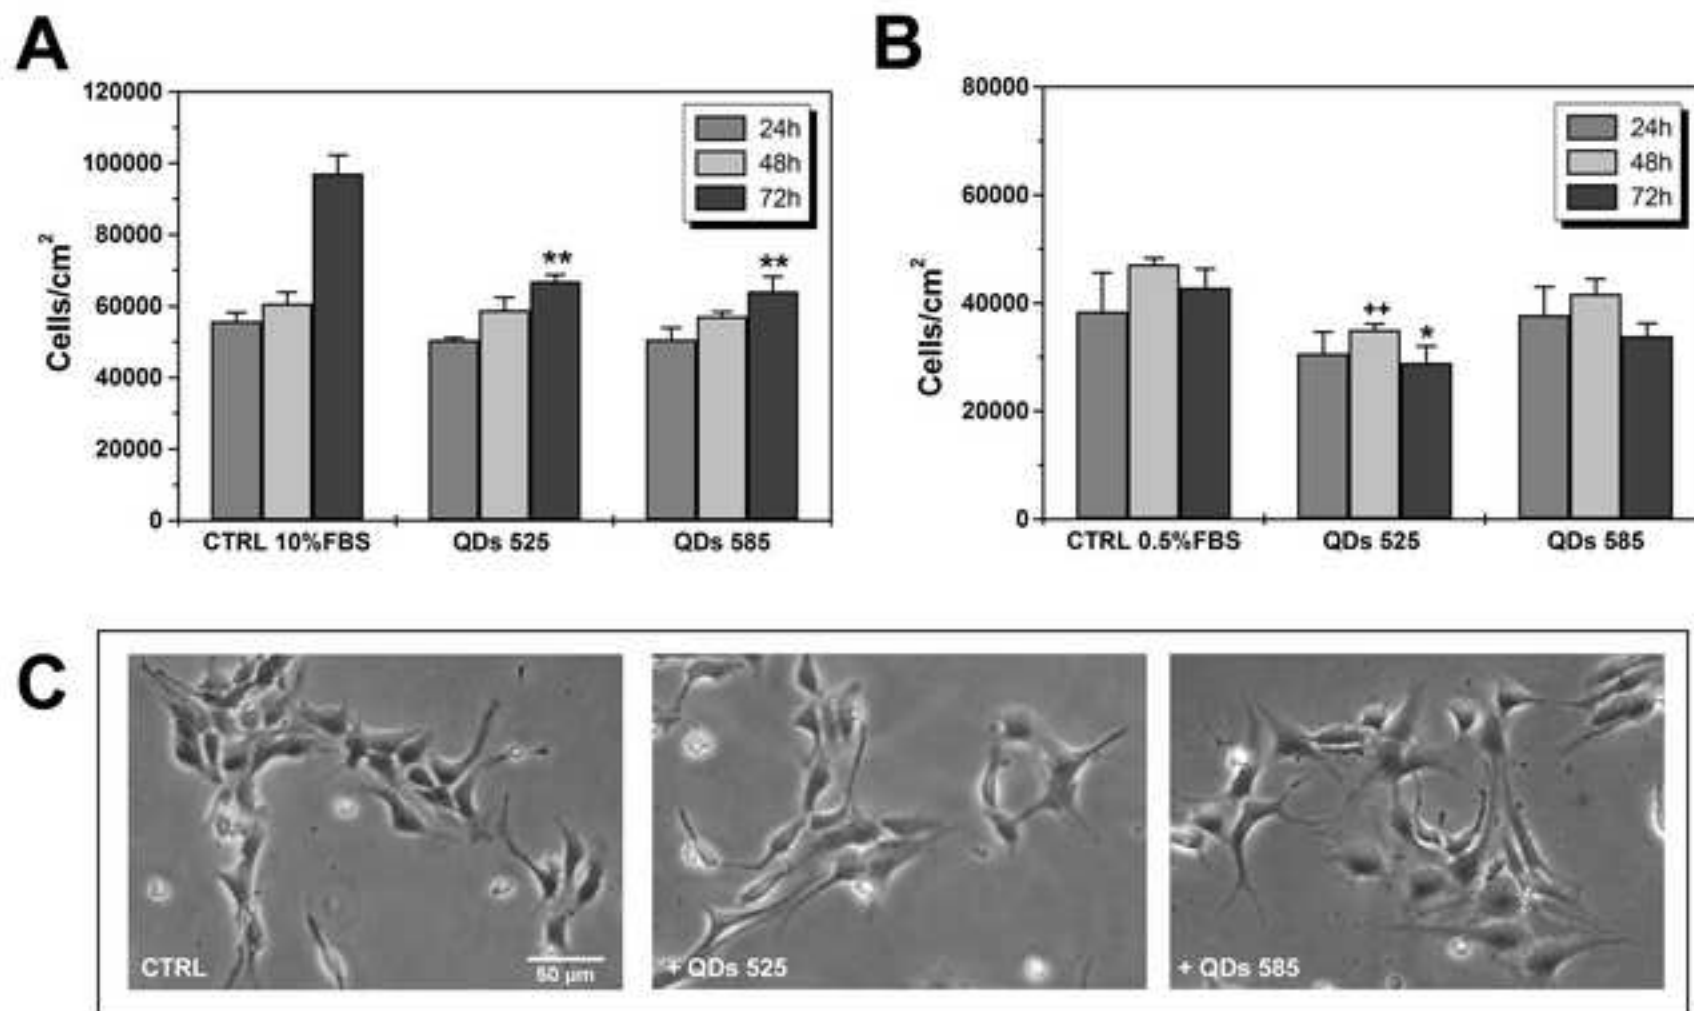 A
B
120000
100000
80000
60000
40000
20000
0
Cells/cm²
24h
48h
72h
**
**
CTRL 10%FBS
QDs 525
QDs 585
80000
60000
40000
20000
0
Cells/cm²
24h
48h
72h
++
*
CTRL 0.5%FBS
QDs 525
QDs 585
C
CTRL
50 µm
+ QDs 525
+ QDs 585